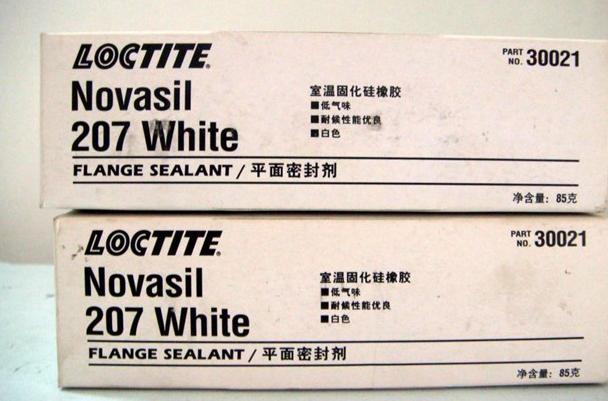 LOCTITE.
PART NO. 30021
Novasil
207 White
室温固化硅橡胶
■低气味
■耐候性能优良
■白色
FLANGE SEALANT / 平面密封剂
净含量：85克
LOCTITE.
PART NO. 30021
Novasil
207 White
室温固化硅橡胶
■低气味
■耐候性能优良
■白色
FLANGE SEALANT / 平面密封剂
净含量：85克